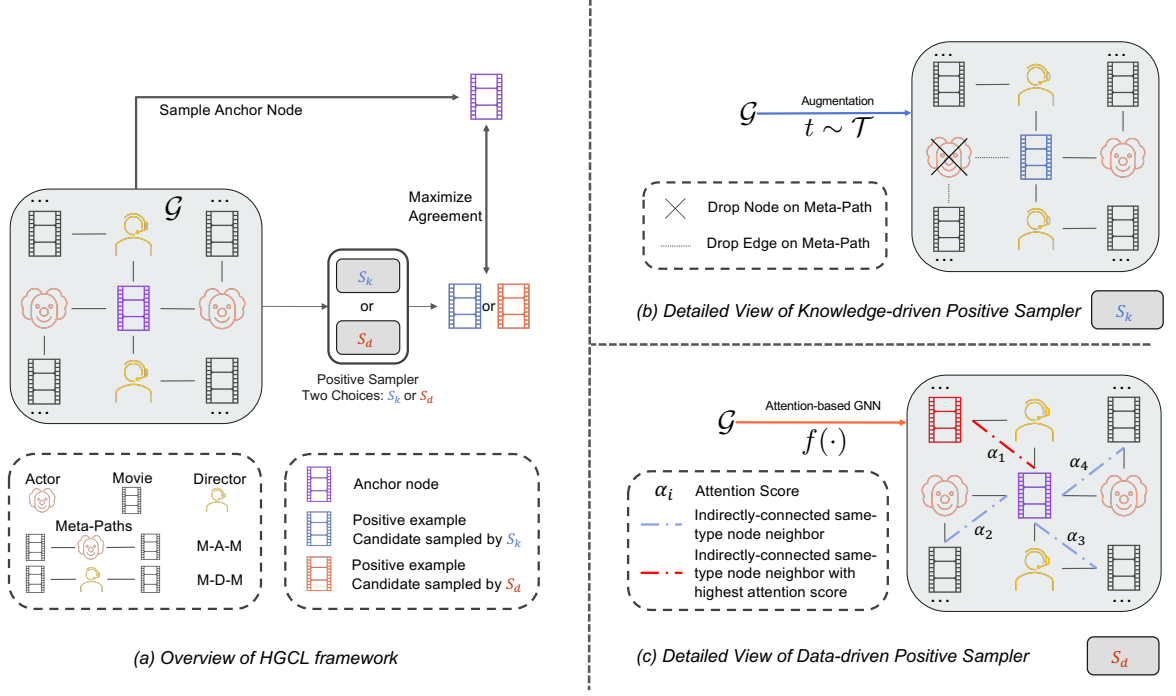 Sample Anchor Node
Maximize
Agreement
...
...
𝒢
S_k
or
S_d
or
Positive Sampler
Two Choices: S_k or S_d
...
...
Actor
Movie
Director
Meta-Paths
M-A-M
M-D-M
Anchor node
Positive example
Candidate sampled by S_k
Positive example
Candidate sampled by S_d
(a) Overview of HGCL framework
𝒢
Augmentation
t ∼ 𝒯
...
...
Drop Node on Meta-Path
Drop Edge on Meta-Path
...
...
(b) Detailed View of Knowledge-driven Positive Sampler
S_k
𝒢
Attention-based GNN
f(·)
...
...
α₁
α₄
α₂
α₃
...
...
α_i Attention Score
Indirectly-connected same-
type node neighbor
Indirectly-connected same-
type node neighbor with
highest attention score
(c) Detailed View of Data-driven Positive Sampler
S_d